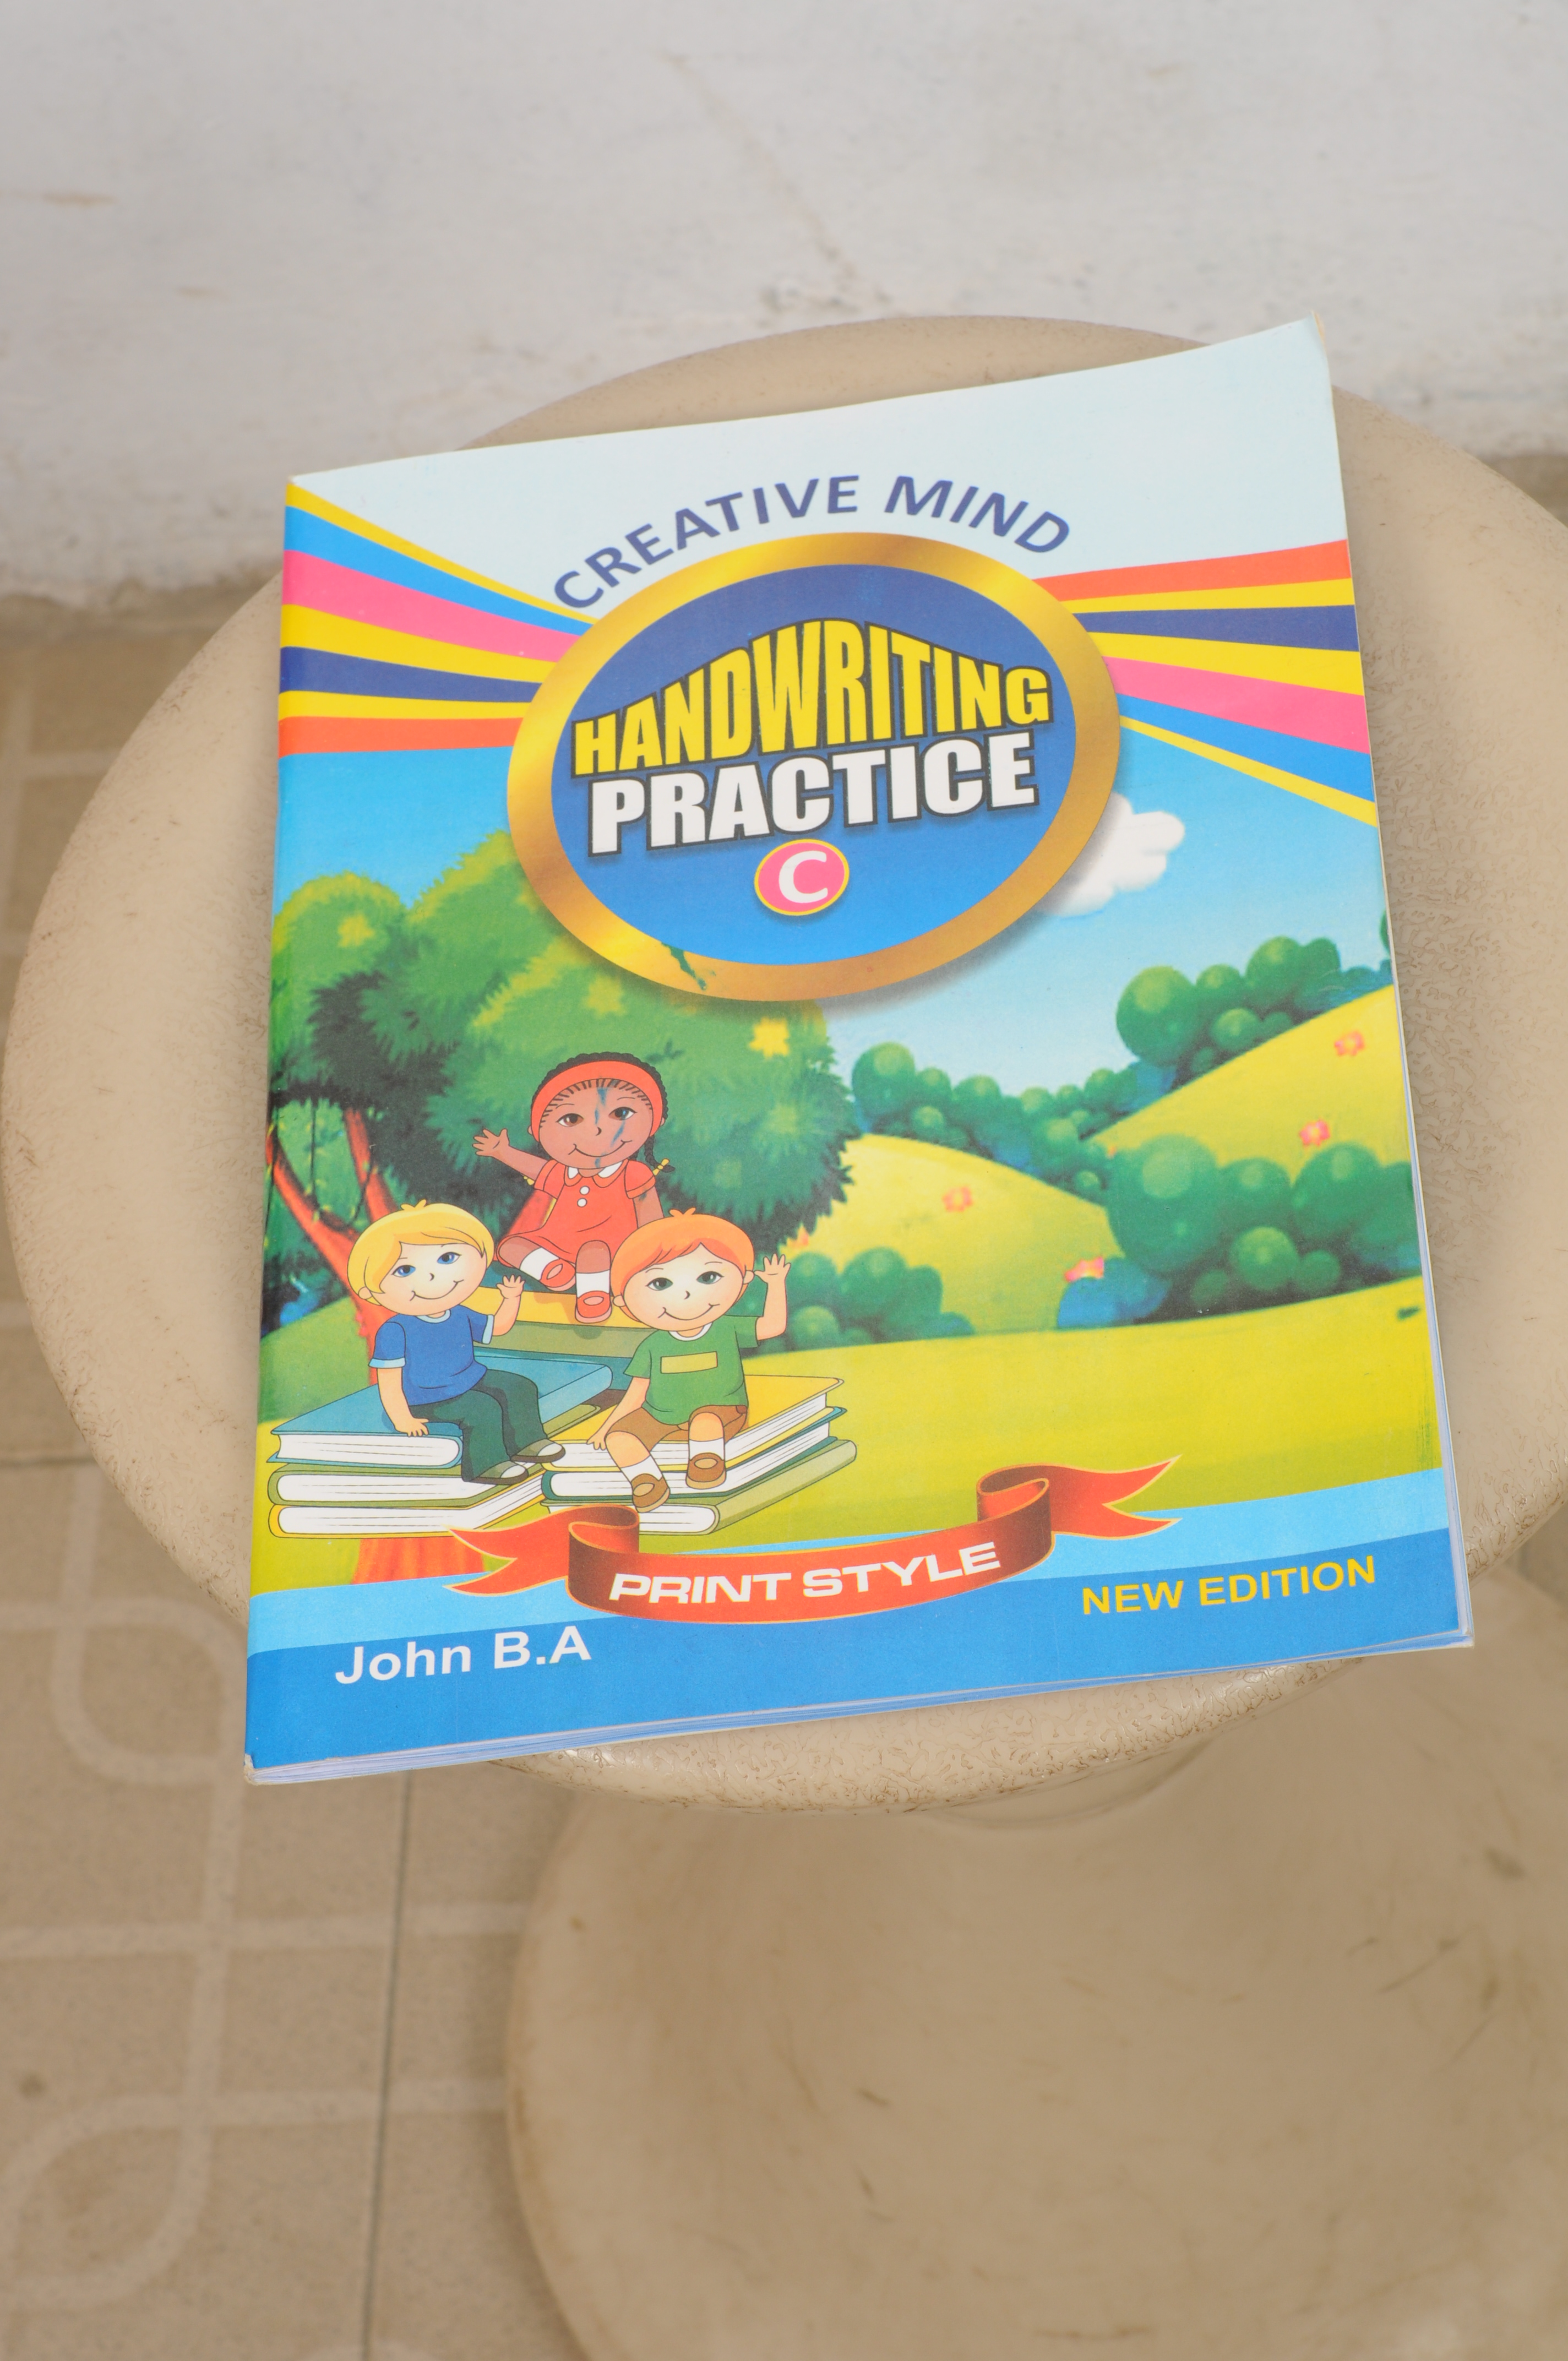 CREATIVE MIND
HANDWRITING
PRACTICE
C
PRINT STYLE
NEW EDITION
John B.A